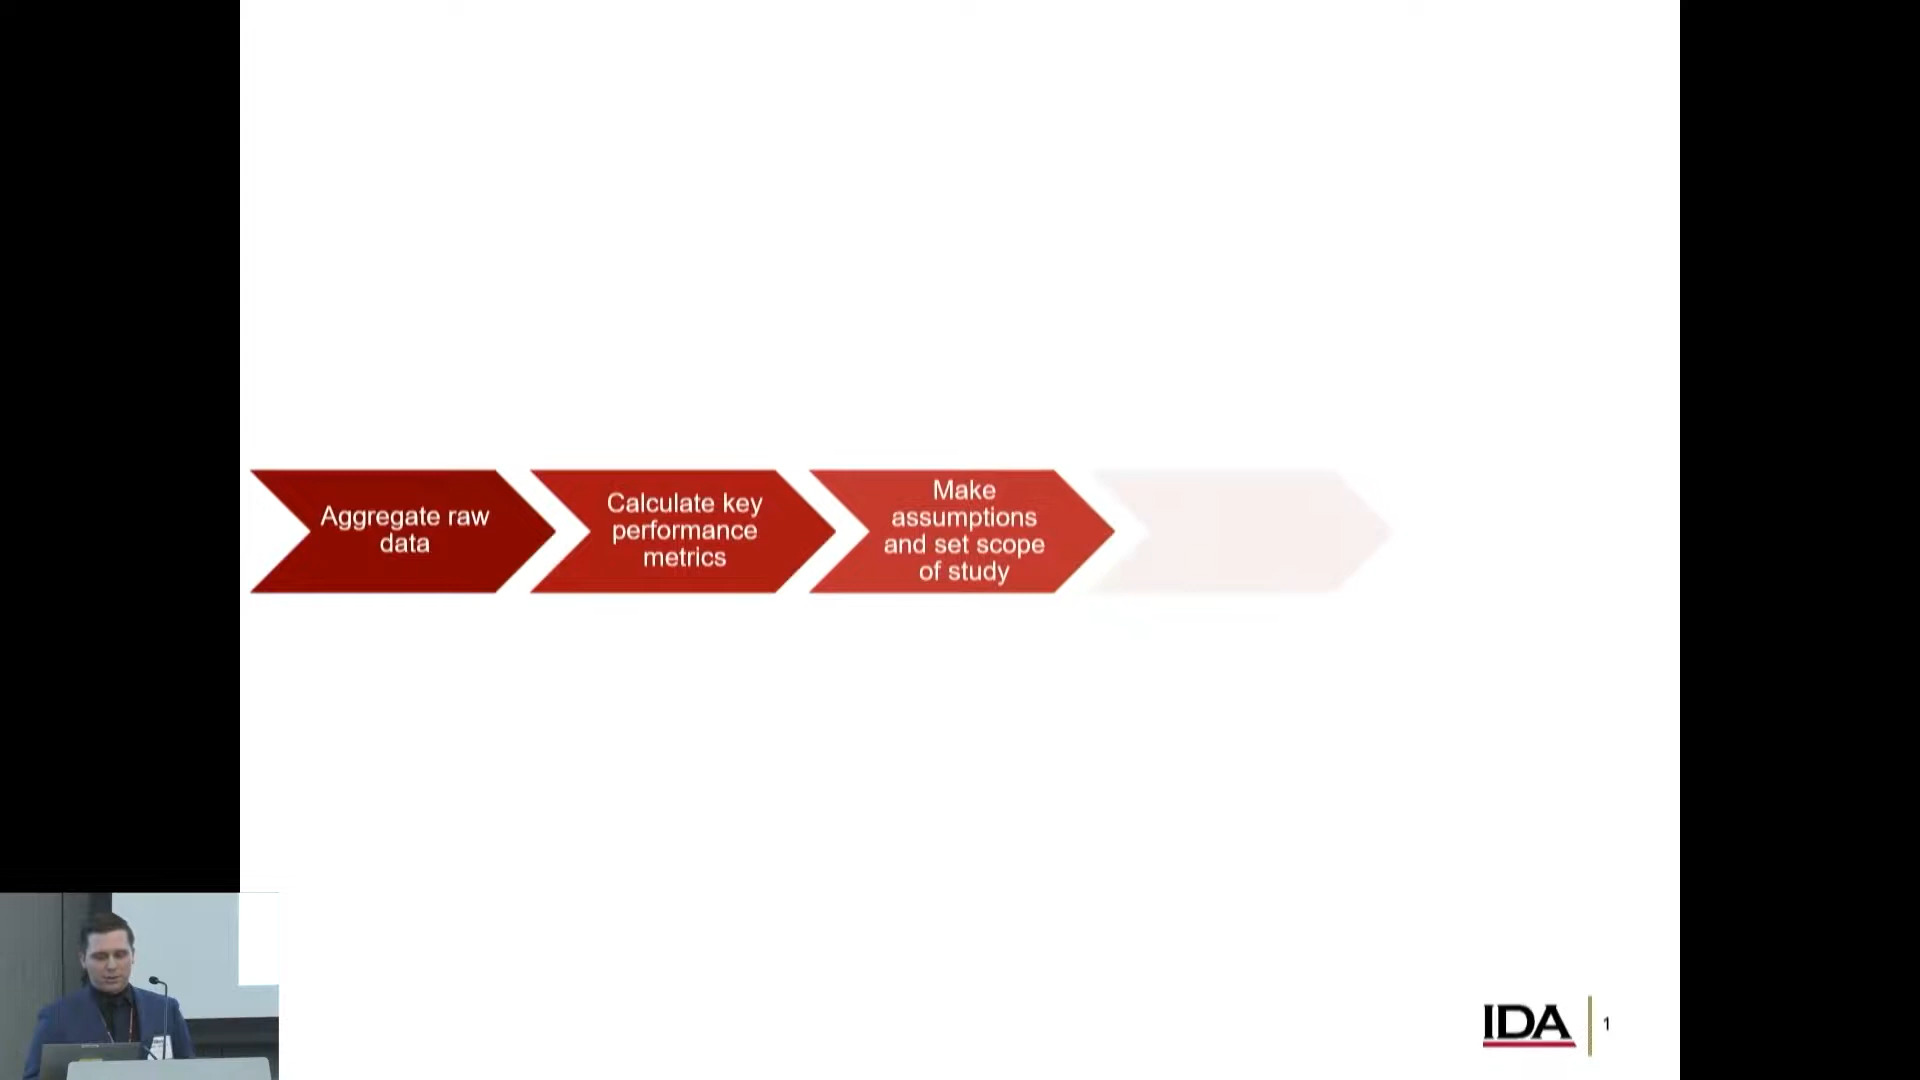 Aggregate raw
data
Calculate key
performance
metrics
Make
assumptions
and set scope
of study
IDA
1